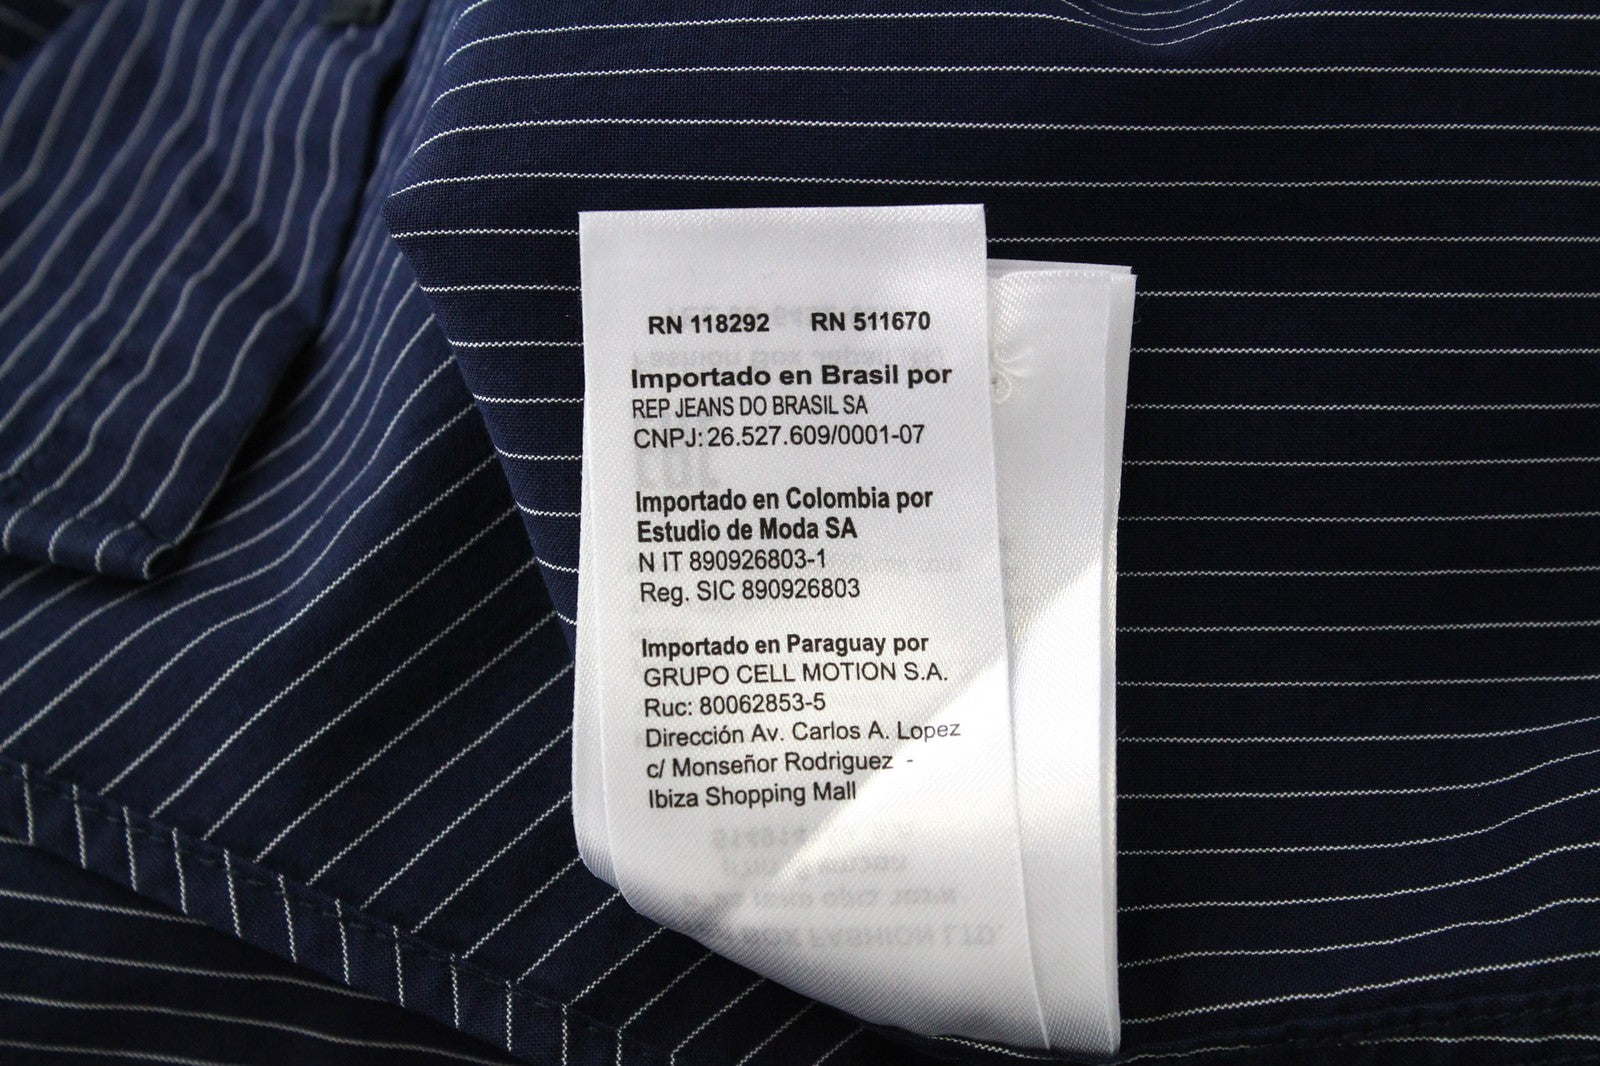 RN 118292 RN 511670
Importado en Brasil por
REP JEANS DO BRASIL SA
CNPJ: 26.527.609/0001-07
Importado en Colombia por
Estudio de Moda SA
N IT 890926803-1
Reg. SIC 890926803
Importado en Paraguay por
GRUPO CELL MOTION S.A.
Ruc: 80062853-5
Dirección Av. Carlos A. Lopez
c/ Monseñor Rodriguez -
Ibiza Shopping Mall